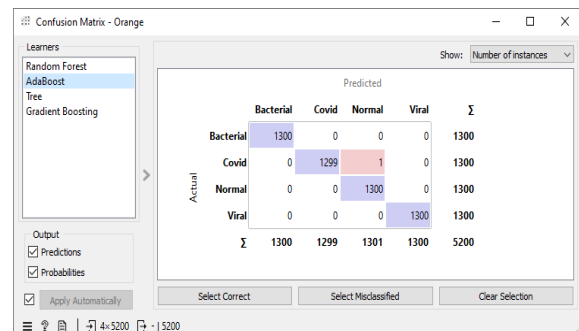 Confusion Matrix - Orange
Learners
Random Forest
AdaBoost
Tree
Gradient Boosting
Output
Predictions
Probabilities
Apply Automatically
Show: Number of instances
Predicted
Bacterial Covid Normal Viral Σ
Actual
Bacterial 1300 0 0 0 1300
Covid 0 1299 1 0 1300
Normal 0 0 1300 0 1300
Viral 0 0 0 1300 1300
Σ 1300 1299 1301 1300 5200
Select Correct Select Misclassified Clear Selection
? 4×5200 - | 5200